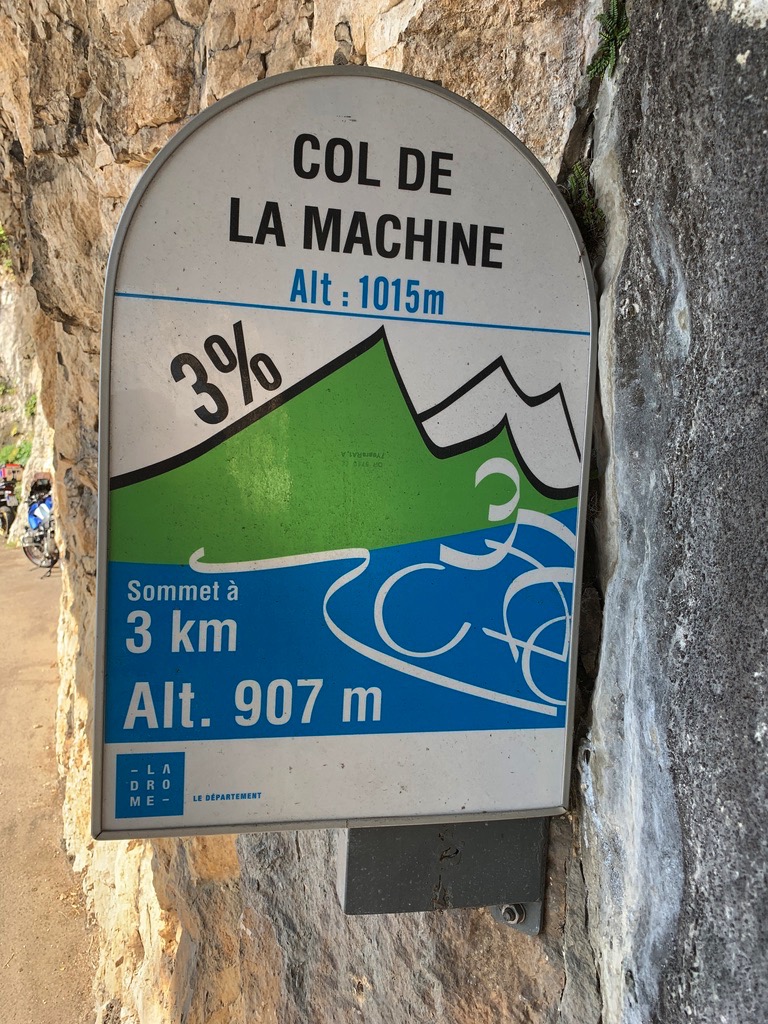 COL DE
LA MACHINE
Alt : 1015m
3%
Sommet à
3 km
Alt. 907 m
- LA
DRO
ME -
LE DÉPARTEMENT